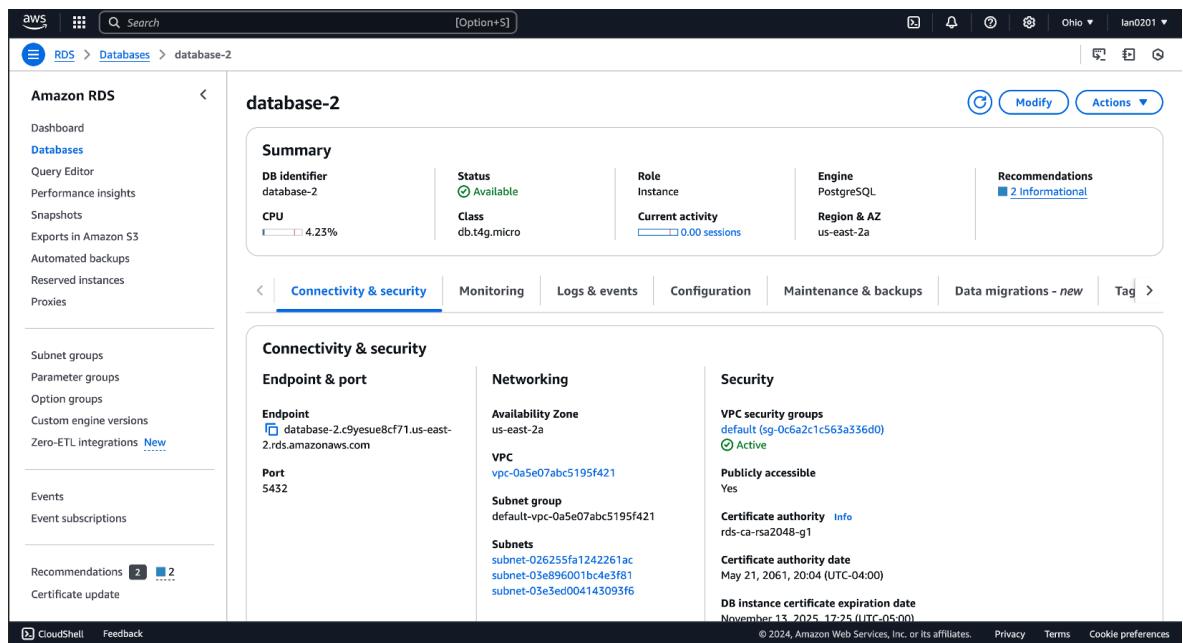 aws
Search
[Option+S]
Ohio ▼
lan0201 ▼
RDS > Databases > database-2
Amazon RDS
Dashboard
Databases
Query Editor
Performance insights
Snapshots
Exports in Amazon S3
Automated backups
Reserved instances
Proxies
Subnet groups
Parameter groups
Option groups
Custom engine versions
Zero-ETL integrations New
Events
Event subscriptions
Recommendations 2 2
Certificate update
database-2
Modify
Actions ▼
Summary
DB identifier
database-2
CPU
4.23%
Status
Available
Class
db.t4g.micro
Role
Instance
Current activity
0.00 sessions
Engine
PostgreSQL
Region & AZ
us-east-2a
Recommendations
2 Informational
Connectivity & security
Monitoring
Logs & events
Configuration
Maintenance & backups
Data migrations - new
Tag
Connectivity & security
Endpoint & port
Endpoint
database-2.c9yesue8cf71.us-east-
2.rds.amazonaws.com
Port
5432
Networking
Availability Zone
us-east-2a
VPC
vpc-0a5e07abc5195f421
Subnet group
default-vpc-0a5e07abc5195f421
Subnets
subnet-026255fa1242261ac
subnet-03e896001bc4e3f81
subnet-03e3ed004143093f6
Security
VPC security groups
default (sg-0c6a2c1c563a336d0)
Active
Publicly accessible
Yes
Certificate authority Info
rds-ca-rsa2048-g1
Certificate authority date
May 21, 2061, 20:04 (UTC-04:00)
DB instance certificate expiration date
November 13, 2025, 17:25 (UTC-05:00)
CloudShell
Feedback
© 2024, Amazon Web Services, Inc. or its affiliates.
Privacy
Terms
Cookie preferences